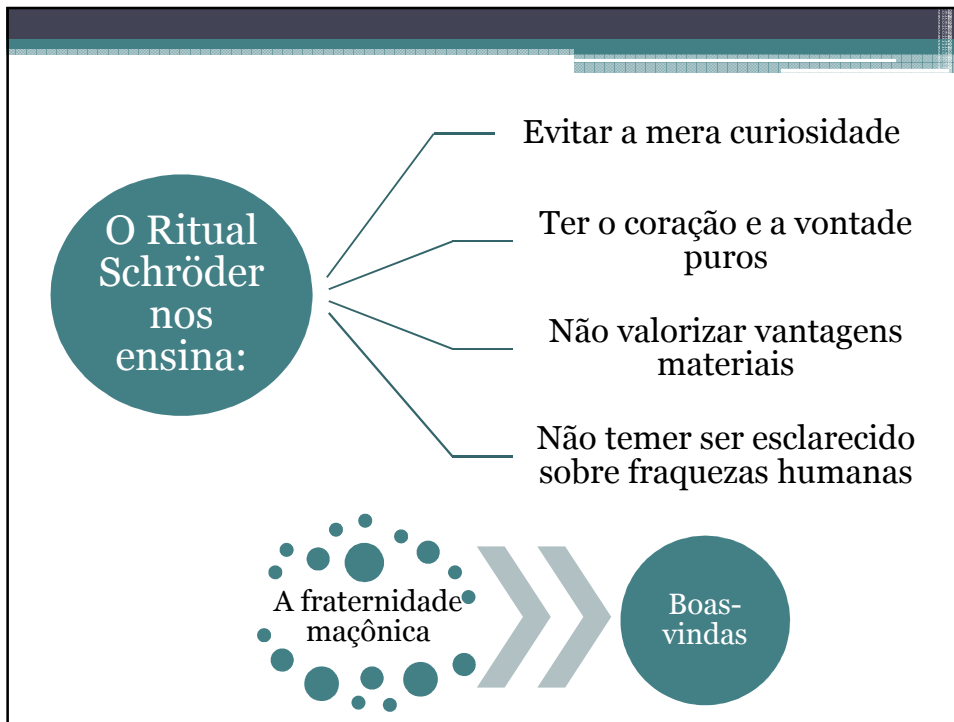 O Ritual
Schröder
nos
ensina:
Evitar a mera curiosidade
Ter o coração e a vontade
puros
Não valorizar vantagens
materiais
Não temer ser esclarecido
sobre fraquezas humanas
A fraternidade
maçônica
Boas-
vindas